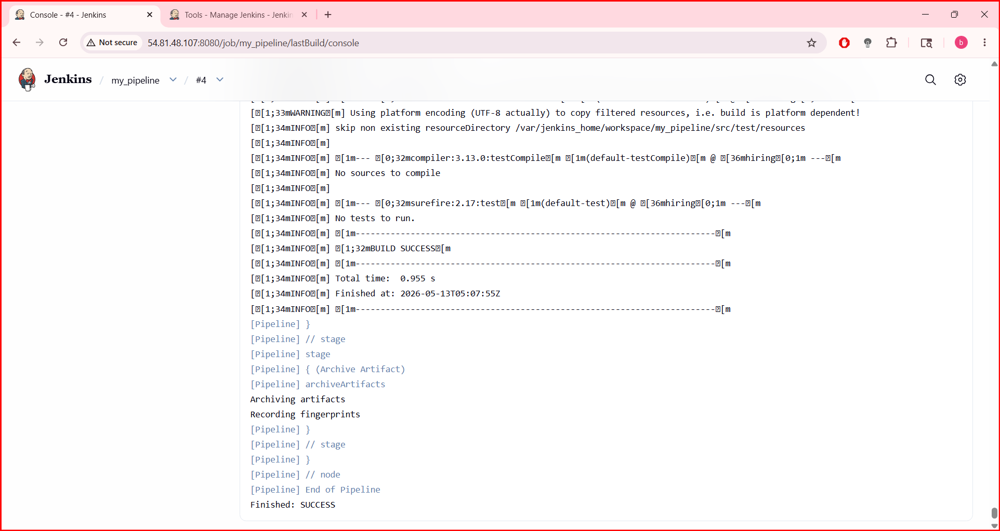 Console - #4 - Jenkins
Tools - Manage Jenkins - Jenkin
Not secure
54.81.48.107:8080/job/my_pipeline/lastBuild/console
b
Jenkins / my_pipeline / #4
[␛[1;33mWARNING␛[m] Using platform encoding (UTF-8 actually) to copy filtered resources, i.e. build is platform dependent!
[␛[1;34mINFO␛[m] skip non existing resourceDirectory /var/jenkins_home/workspace/my_pipeline/src/test/resources
[␛[1;34mINFO␛[m]
[␛[1;34mINFO␛[m] ␛[1m--- ␛[0;32mcompiler:3.13.0:testCompile␛[m ␛[1m(default-testCompile)␛[m @ ␛[36mhiring␛[0;1m ---␛[m
[␛[1;34mINFO␛[m] No sources to compile
[␛[1;34mINFO␛[m]
[␛[1;34mINFO␛[m] ␛[1m--- ␛[0;32msurefire:2.17:test␛[m ␛[1m(default-test)␛[m @ ␛[36mhiring␛[0;1m ---␛[m
[␛[1;34mINFO␛[m] No tests to run.
[␛[1;34mINFO␛[m] ␛[1m------------------------------------------------------------------------␛[m
[␛[1;34mINFO␛[m] ␛[1;32mBUILD SUCCESS␛[m
[␛[1;34mINFO␛[m] ␛[1m------------------------------------------------------------------------␛[m
[␛[1;34mINFO␛[m] Total time:  0.955 s
[␛[1;34mINFO␛[m] Finished at: 2026-05-13T05:07:55Z
[␛[1;34mINFO␛[m] ␛[1m------------------------------------------------------------------------␛[m
[Pipeline] }
[Pipeline] // stage
[Pipeline] stage
[Pipeline] { (Archive Artifact)
[Pipeline] archiveArtifacts
Archiving artifacts
Recording fingerprints
[Pipeline] }
[Pipeline] // stage
[Pipeline] }
[Pipeline] // node
[Pipeline] End of Pipeline
Finished: SUCCESS